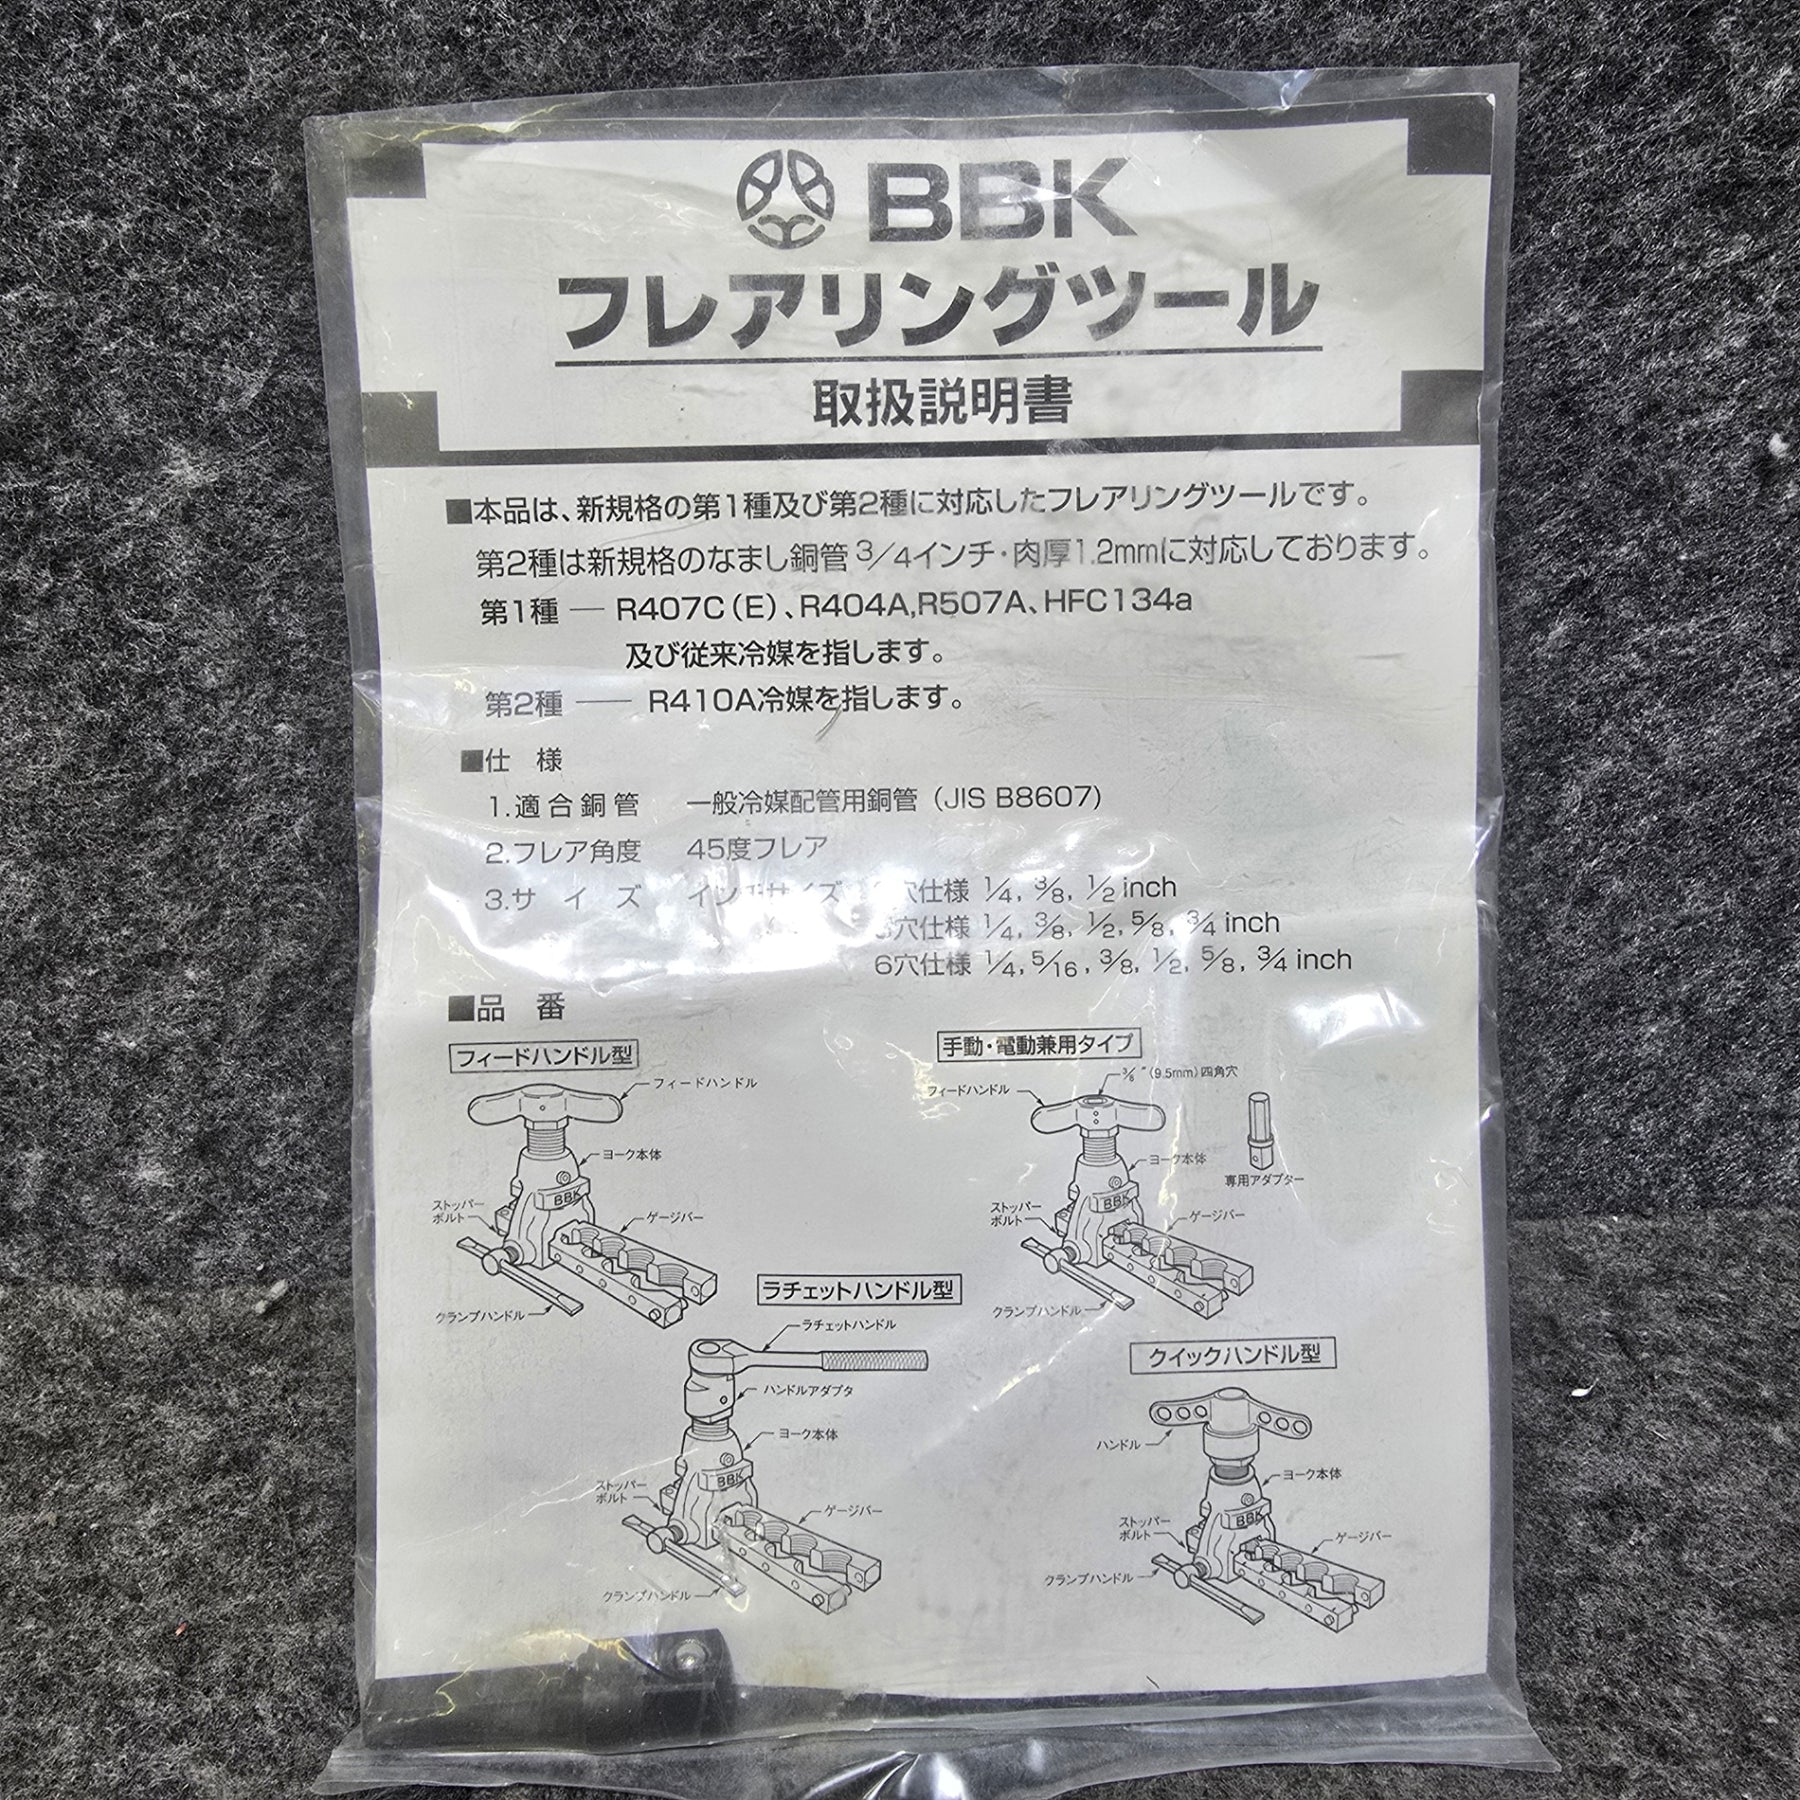 BBK
フレアリングツール
取扱説明書
■本品は、新規格の第1種及び第2種に対応したフレアリングツールです。
第2種は新規格のなまし銅管3/4インチ・肉厚1.2mmに対応しております。
第1種 ― R407C(E)、R404A,R507A、HFC134a
及び従来冷媒を指します。
第2種 ― R410A冷媒を指します。
■仕 様
1.適合銅管 一般冷媒配管用銅管(JIS B8607)
2.フレア角度 45度フレア
3.サイズ インチサイズ 穴仕様 1/4, 3/8, 1/2 inch
穴仕様 1/4, 3/8, 1/2, 5/8, 3/4 inch
6穴仕様 1/4, 5/16, 3/8, 1/2, 5/8, 3/4 inch
■品 番
フィードハンドル型
フィードハンドル
ヨーク本体
BBK
ストッパー
ボルト
ゲージバー
クランプハンドル
手動・電動兼用タイプ
3/8"(9.5mm)四角穴
フィードハンドル
ヨーク本体
専用アダプター
BBK
ストッパー
ボルト
ゲージバー
クランプハンドル
ラチェットハンドル型
ラチェットハンドル
ハンドルアダプタ
ヨーク本体
BBK
ストッパー
ボルト
ゲージバー
クランプハンドル
クイックハンドル型
ハンドル
ヨーク本体
BBK
ストッパー
ボルト
ゲージバー
クランプハンドル